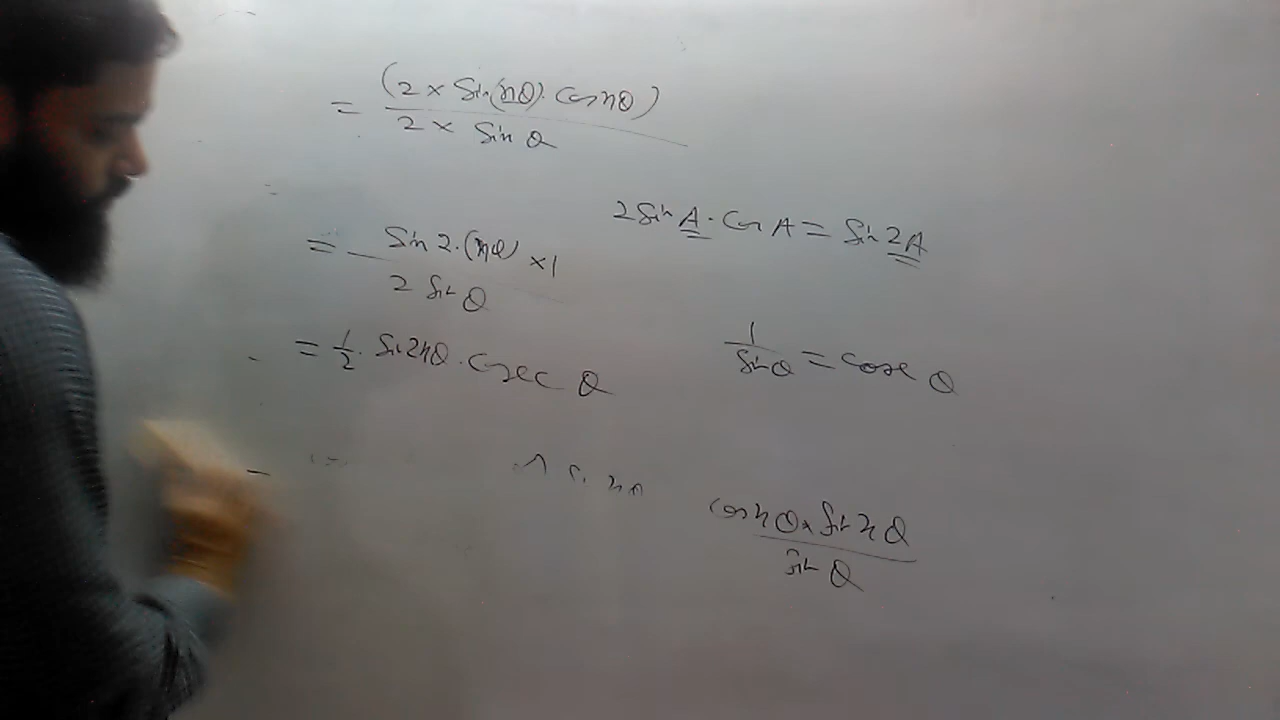 = (2 × Sin(nθ). Cos nθ)
2 × Sin θ
2 Sin A . Cos A = Sin 2A
= Sin 2.(nθ) × 1
2 Sin θ
= 1/2 . Sin 2nθ . Cosec θ
1/Sin θ = Cosec θ
Cos nθ × Sin nθ
Sin θ